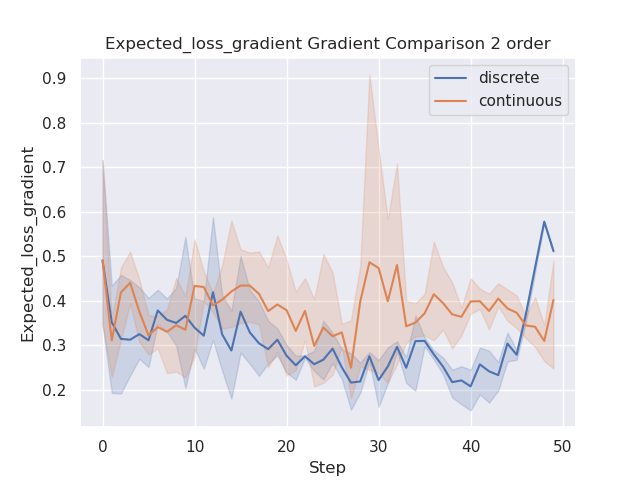 Expected_loss_gradient Gradient Comparison 2 order
discrete
continuous
Expected_loss_gradient
0.9
0.8
0.7
0.6
0.5
0.4
0.3
0.2
0
10
20
30
40
50
Step